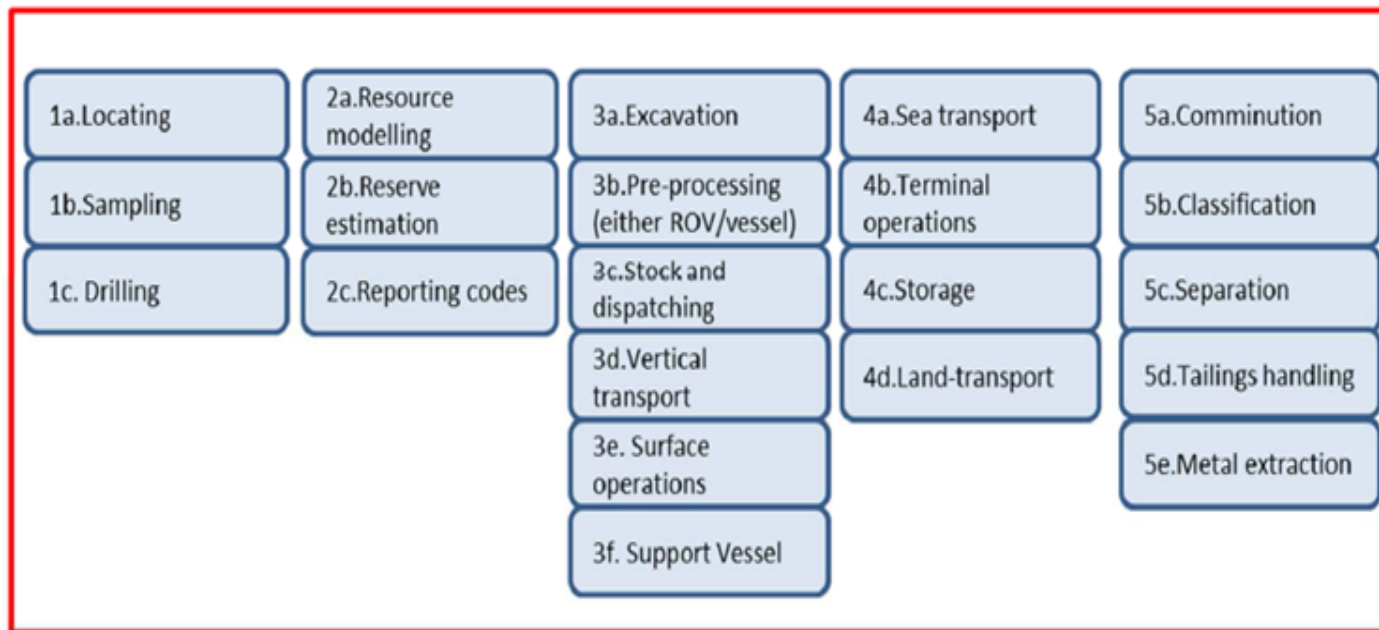 1a.Locating
1b.Sampling
1c. Drilling
2a.Resource
modelling
2b.Reserve
estimation
2c.Reporting codes
3a.Excavation
3b.Pre-processing
(either ROV/vessel)
3c.Stock and
dispatching
3d.Vertical
transport
3e. Surface
operations
3f. Support Vessel
4a.Sea transport
4b.Terminal
operations
4c.Storage
4d.Land-transport
5a.Comminution
5b.Classification
5c.Separation
5d.Tailings handling
5e.Metal extraction